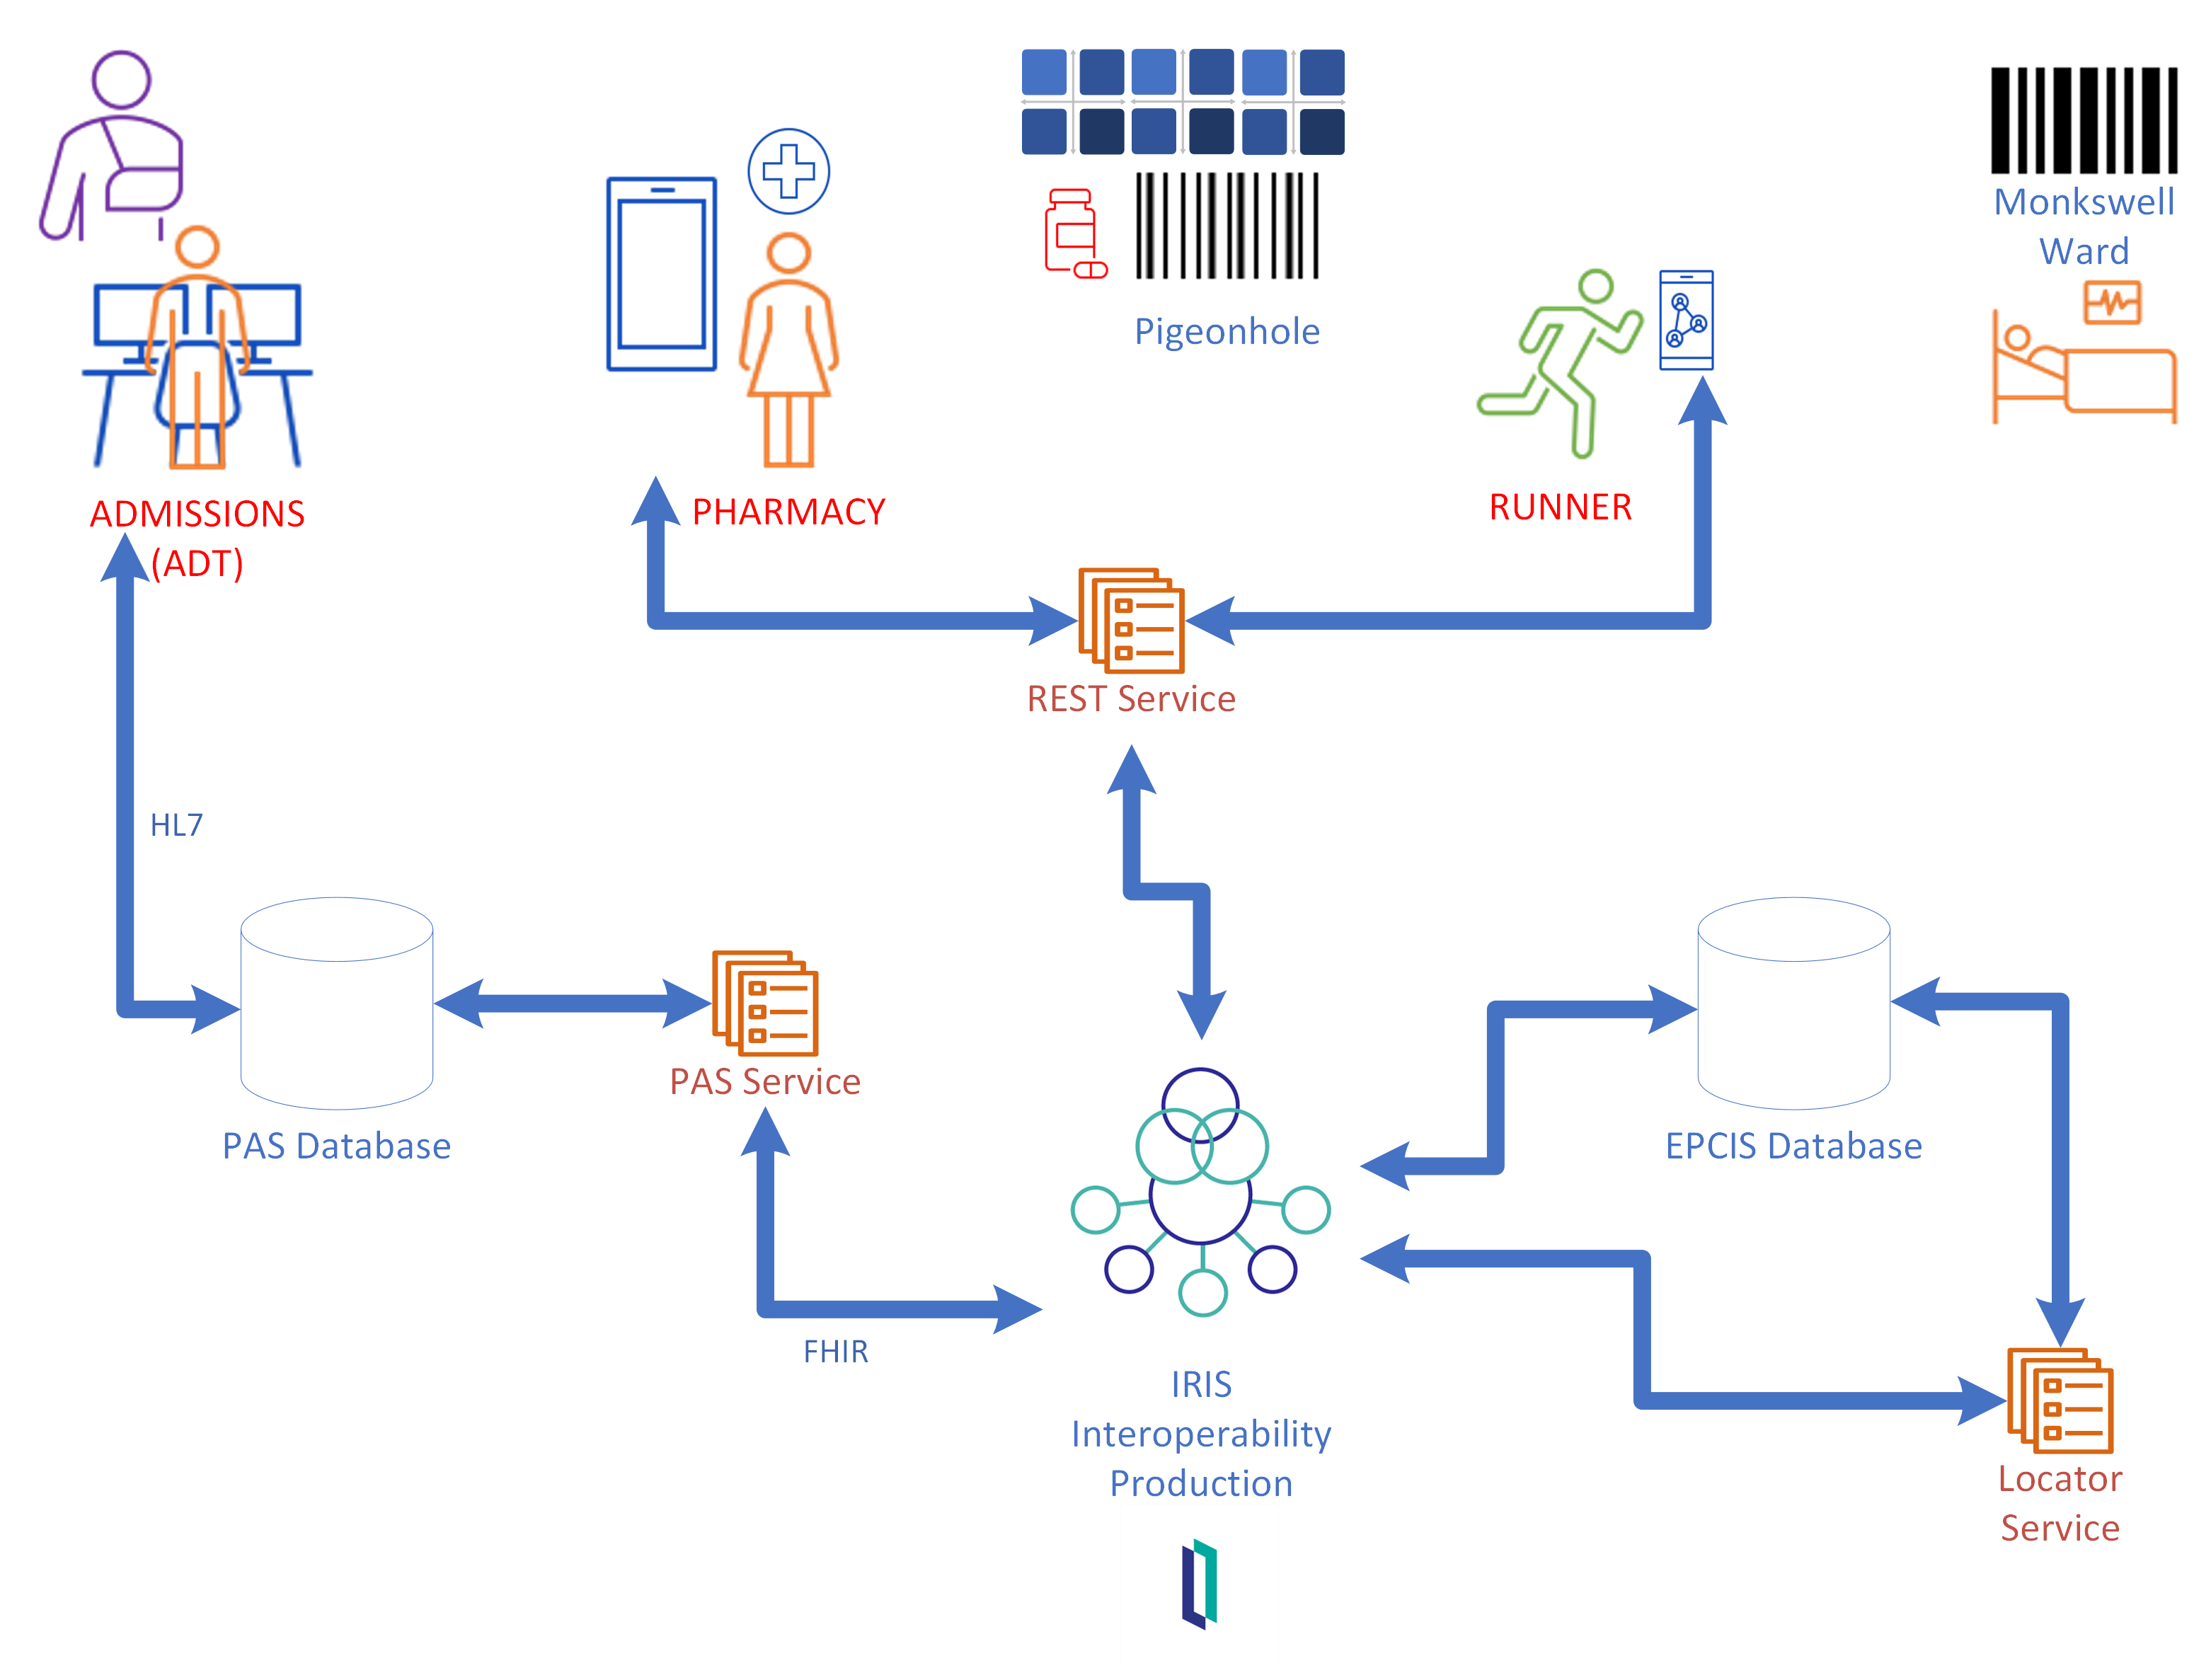 Monkswell
Ward
Pigeonhole
ADMISSIONS
(ADT)
PHARMACY
RUNNER
REST Service
HL7
PAS Service
PAS Database
EPCIS Database
FHIR
IRIS
Interoperability
Production
Locator
Service